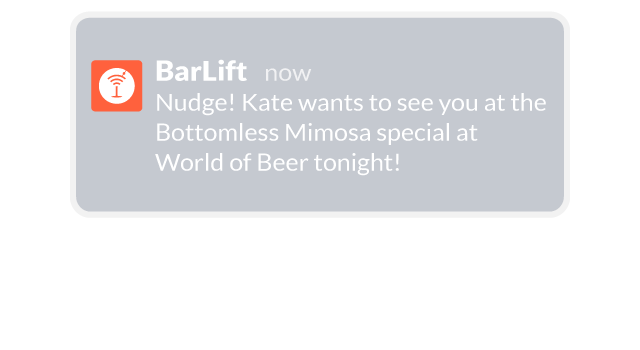 BarLift now
Nudge! Kate wants to see you at the
Bottomless Mimosa special at
World of Beer tonight!